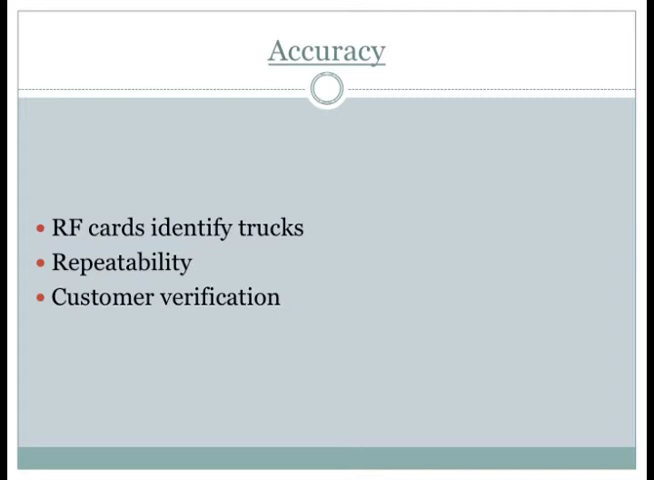 Accuracy
RF cards identify trucks
Repeatability
Customer verification